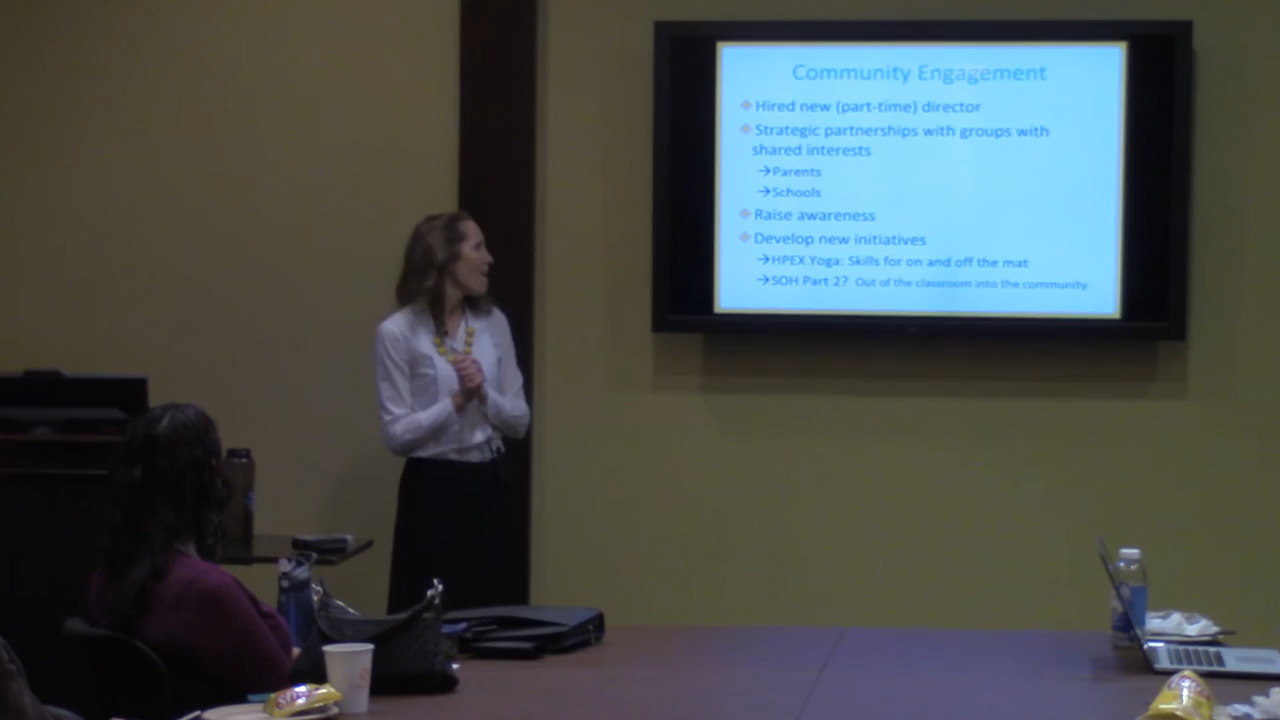 Community Engagement
Hired new (part-time) director
Strategic partnerships with groups with
shared interests
→Parents
→Schools
Raise awareness
Develop new initiatives
→HPEX Yoga: Skills for on and off the mat
→SOH Part 2? Out of the classroom into the community